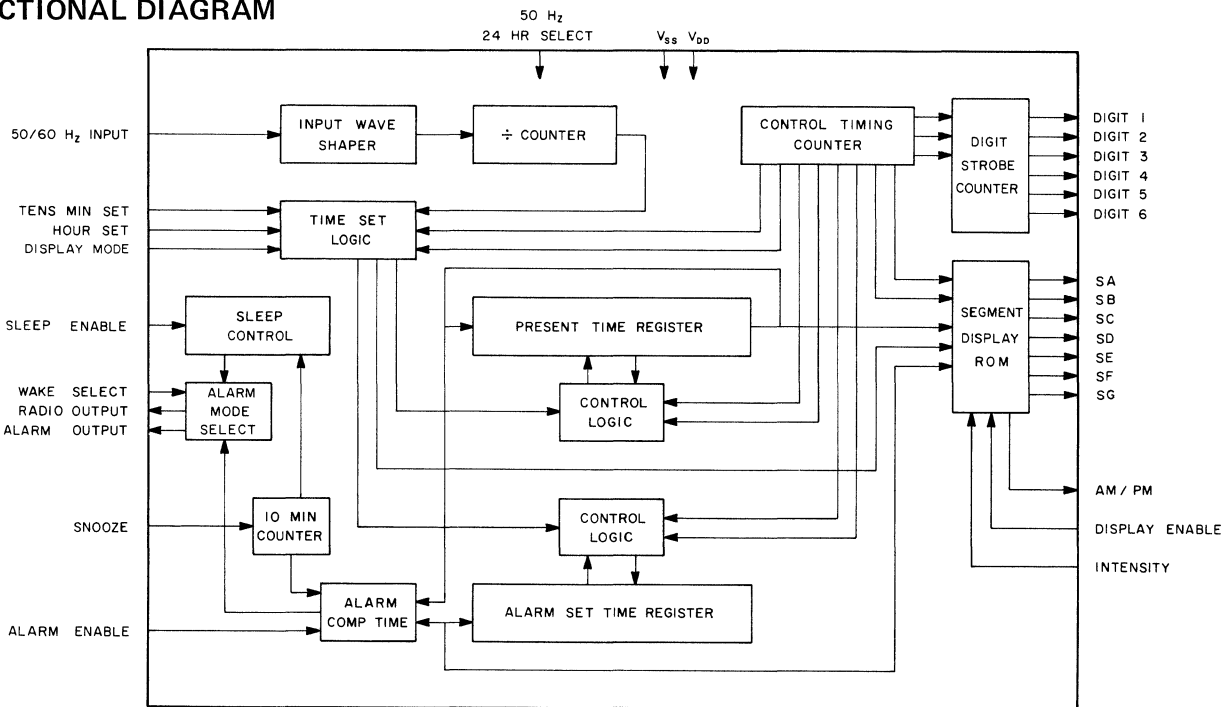 CTIONAL DIAGRAM
50 Hz
24 HR SELECT
VSS VDD
50/60 Hz INPUT
INPUT WAVE
SHAPER
÷ COUNTER
CONTROL TIMING
COUNTER
DIGIT
STROBE
COUNTER
DIGIT 1
DIGIT 2
DIGIT 3
DIGIT 4
DIGIT 5
DIGIT 6
TENS MIN SET
HOUR SET
DISPLAY MODE
TIME SET
LOGIC
SLEEP ENABLE
SLEEP
CONTROL
PRESENT TIME REGISTER
SEGMENT
DISPLAY
ROM
SA
SB
SC
SD
SE
SF
SG
WAKE SELECT
RADIO OUTPUT
ALARM OUTPUT
ALARM
MODE
SELECT
CONTROL
LOGIC
SNOOZE
10 MIN
COUNTER
CONTROL
LOGIC
AM / PM
DISPLAY ENABLE
INTENSITY
ALARM ENABLE
ALARM
COMP TIME
ALARM SET TIME REGISTER